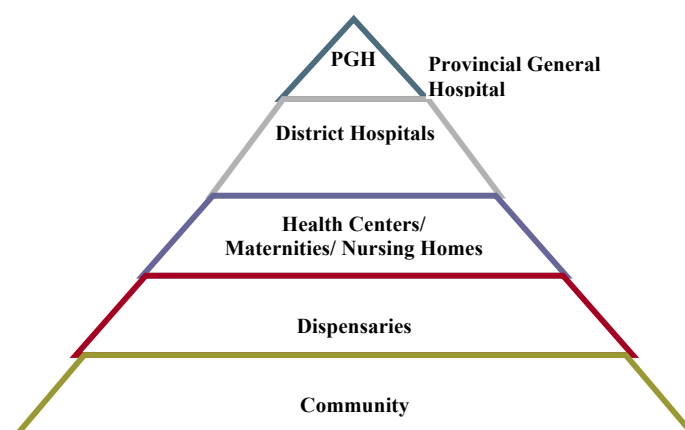 PGH
Provincial General
Hospital
District Hospitals
Health Centers/
Maternities/ Nursing Homes
Dispensaries
Community